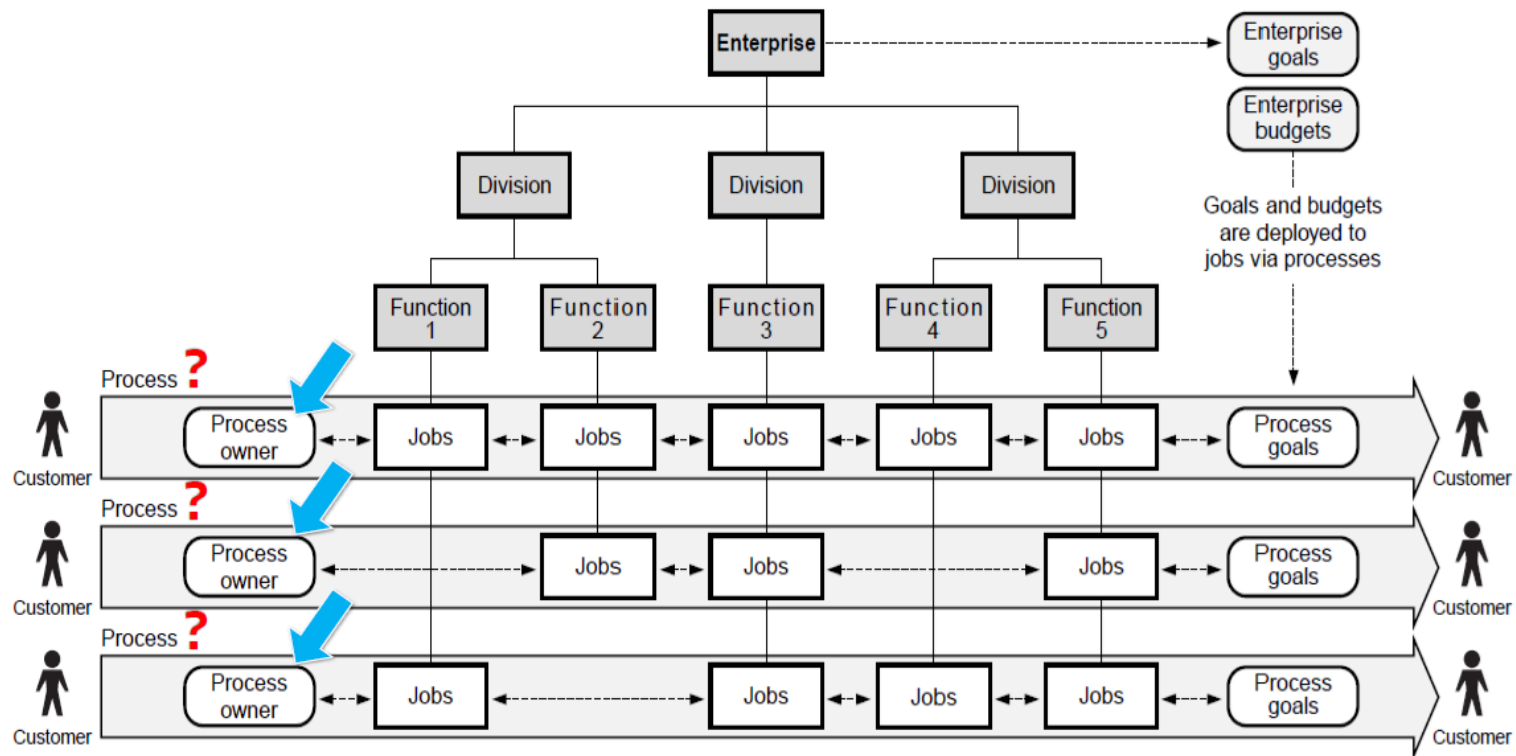 Enterprise
Enterprise
goals
Enterprise
budgets
Division
Division
Division
Goals and budgets
are deployed to
jobs via processes
Function
1
Function
2
Function
3
Function
4
Function
5
Process ?
Customer
Process
owner
Jobs
Jobs
Jobs
Jobs
Jobs
Process
goals
Customer
Process ?
Customer
Process
owner
Jobs
Jobs
Jobs
Process
goals
Customer
Process ?
Customer
Process
owner
Jobs
Jobs
Jobs
Jobs
Process
goals
Customer